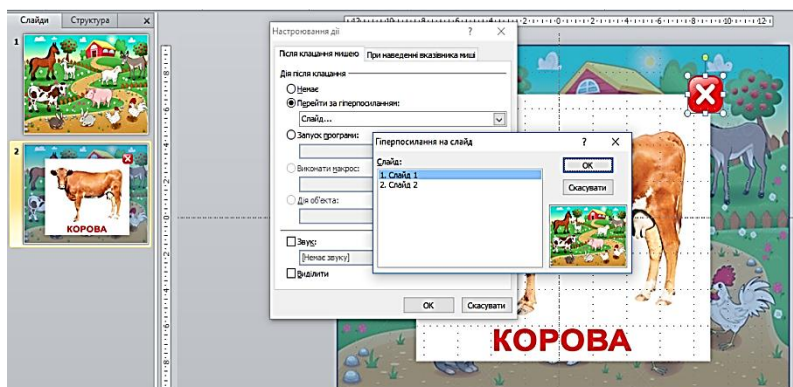 Слайди Структура x
1
2
КОРОВА
Настроювання дії ? X
Після клацання мишею При наведенні вказівника миші
Дія після клацання
Немає
Перейти за гіперпосиланням:
Слайд...
Запуск програми:
Виконати макрос:
Дія об'єкта:
Звук:
[Немає звуку]
Виділити
ОК Скасувати
Гіперпосилання на слайд ? X
Слайд:
1. Слайд 1
2. Слайд 2
ОК
Скасувати
КОРОВА